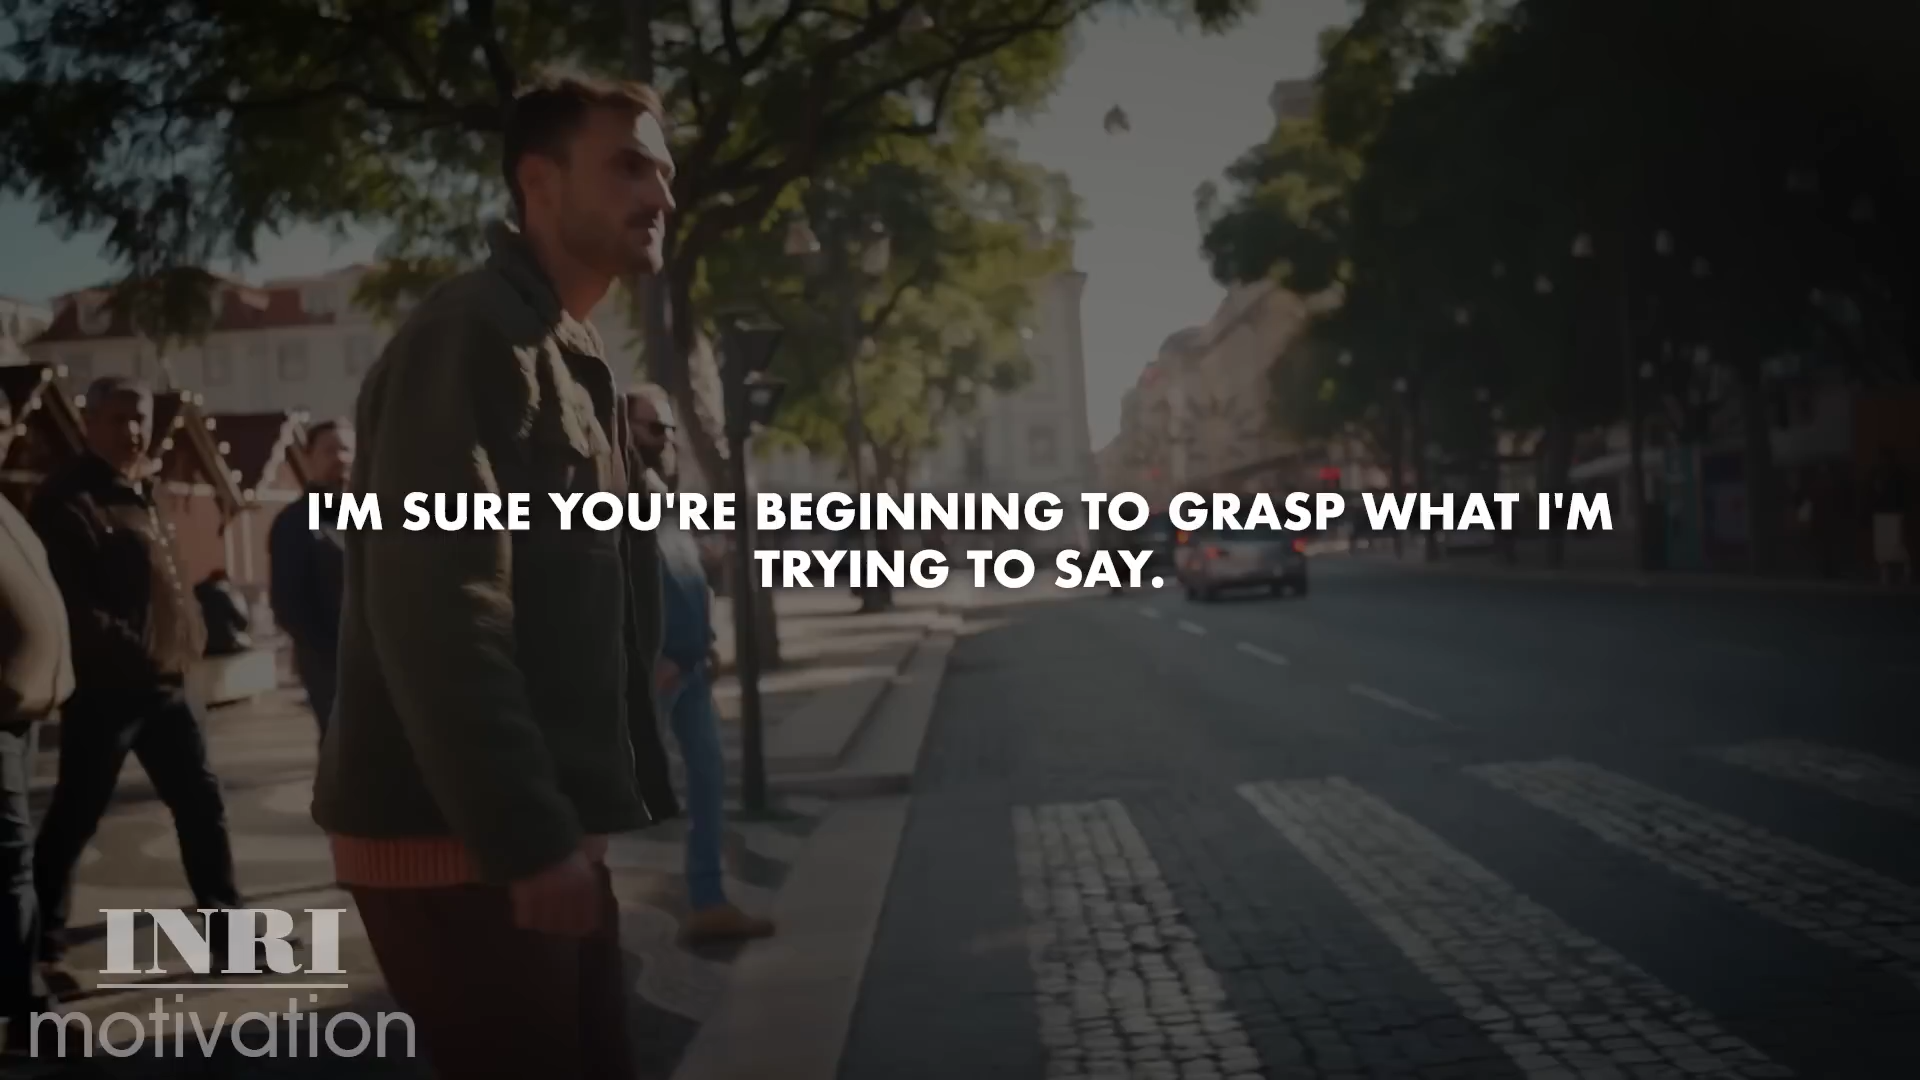 I'M SURE YOU'RE BEGINNING TO GRASP WHAT I'M
TRYING TO SAY.
INRI
motivation